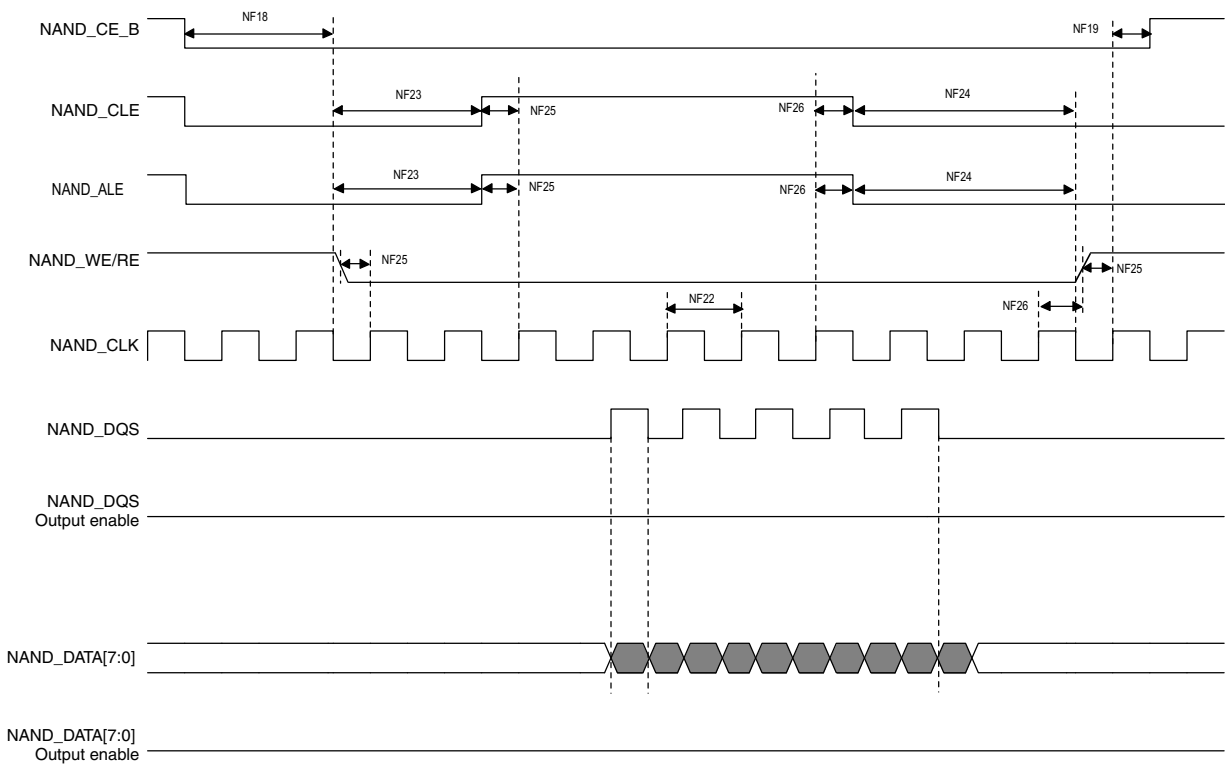 NF18
NAND_CE_B
NF19
NF23
NF25
NF26
NF24
NAND_CLE
NF23
NF25
NF26
NF24
NAND_ALE
NAND_WE/RE
NF25
NF25
NF22
NF26
NAND_CLK
NAND_DQS
NAND_DQS
Output enable
NAND_DATA[7:0]
NAND_DATA[7:0]
Output enable